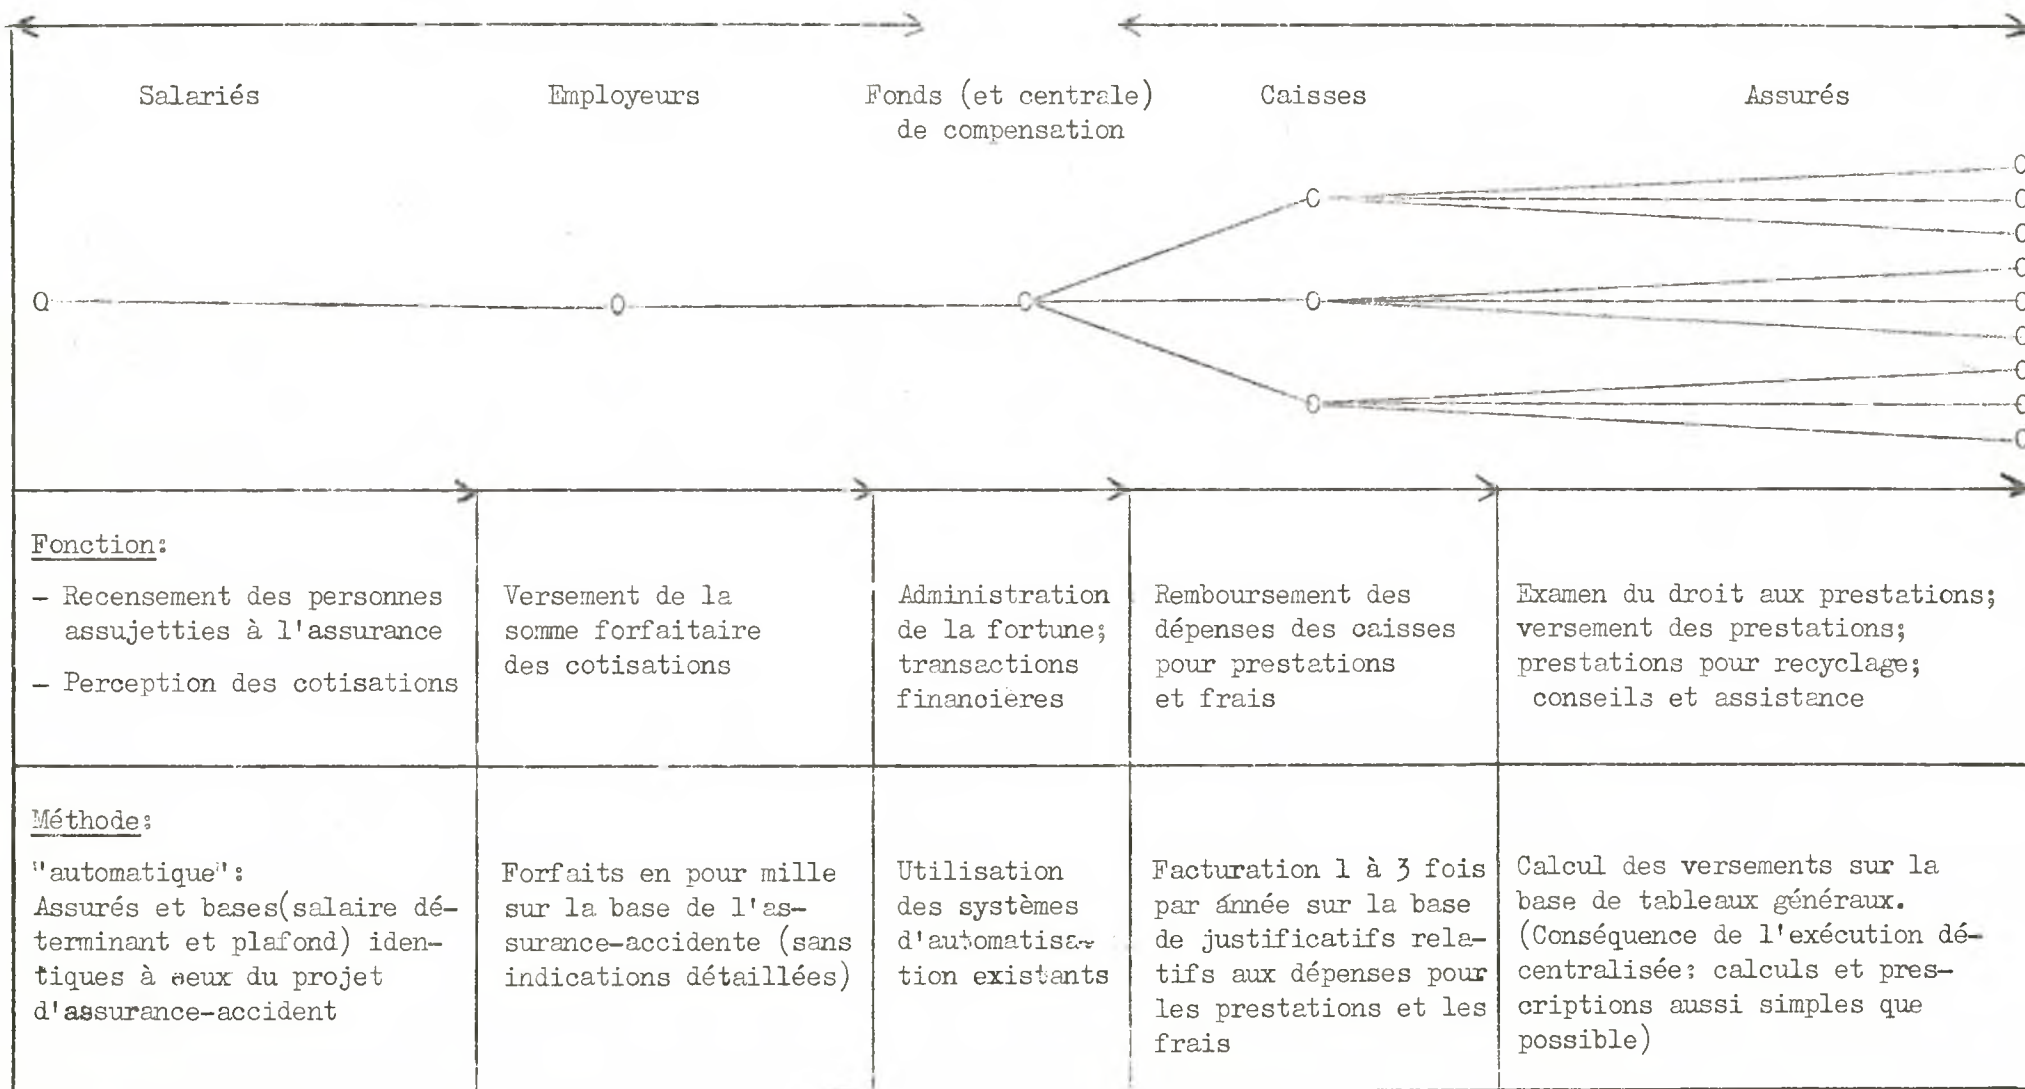 Salariés
Employeurs
Fonds (et centrale)
de compensation
Caisses
Assurés
Fonction:
- Recensement des personnes
assujetties à l'assurance
- Perception des cotisations
Versement de la
somme forfaitaire
des cotisations
Administration
de la fortune;
transactions
financières
Remboursement des
dépenses des caisses
pour prestations
et frais
Examen du droit aux prestations;
versement des prestations;
prestations pour recyclage;
conseils et assistance
Méthode:
"automatique":
Assurés et bases(salaire dé-
terminant et plafond) iden-
tiques à ceux du projet
d'assurance-accident
Forfaits en pour mille
sur la base de l'as-
surance-accidente (sans
indications détaillées)
Utilisation
des systèmes
d'automatisa-
tion existants
Facturation 1 à 3 fois
par année sur la base
de justificatifs rela-
tifs aux dépenses pour
les prestations et les
frais
Calcul des versements sur la
base de tableaux généraux.
(Conséquence de l'exécution dé-
centralisée: calculs et pres-
criptions aussi simples que
possible)